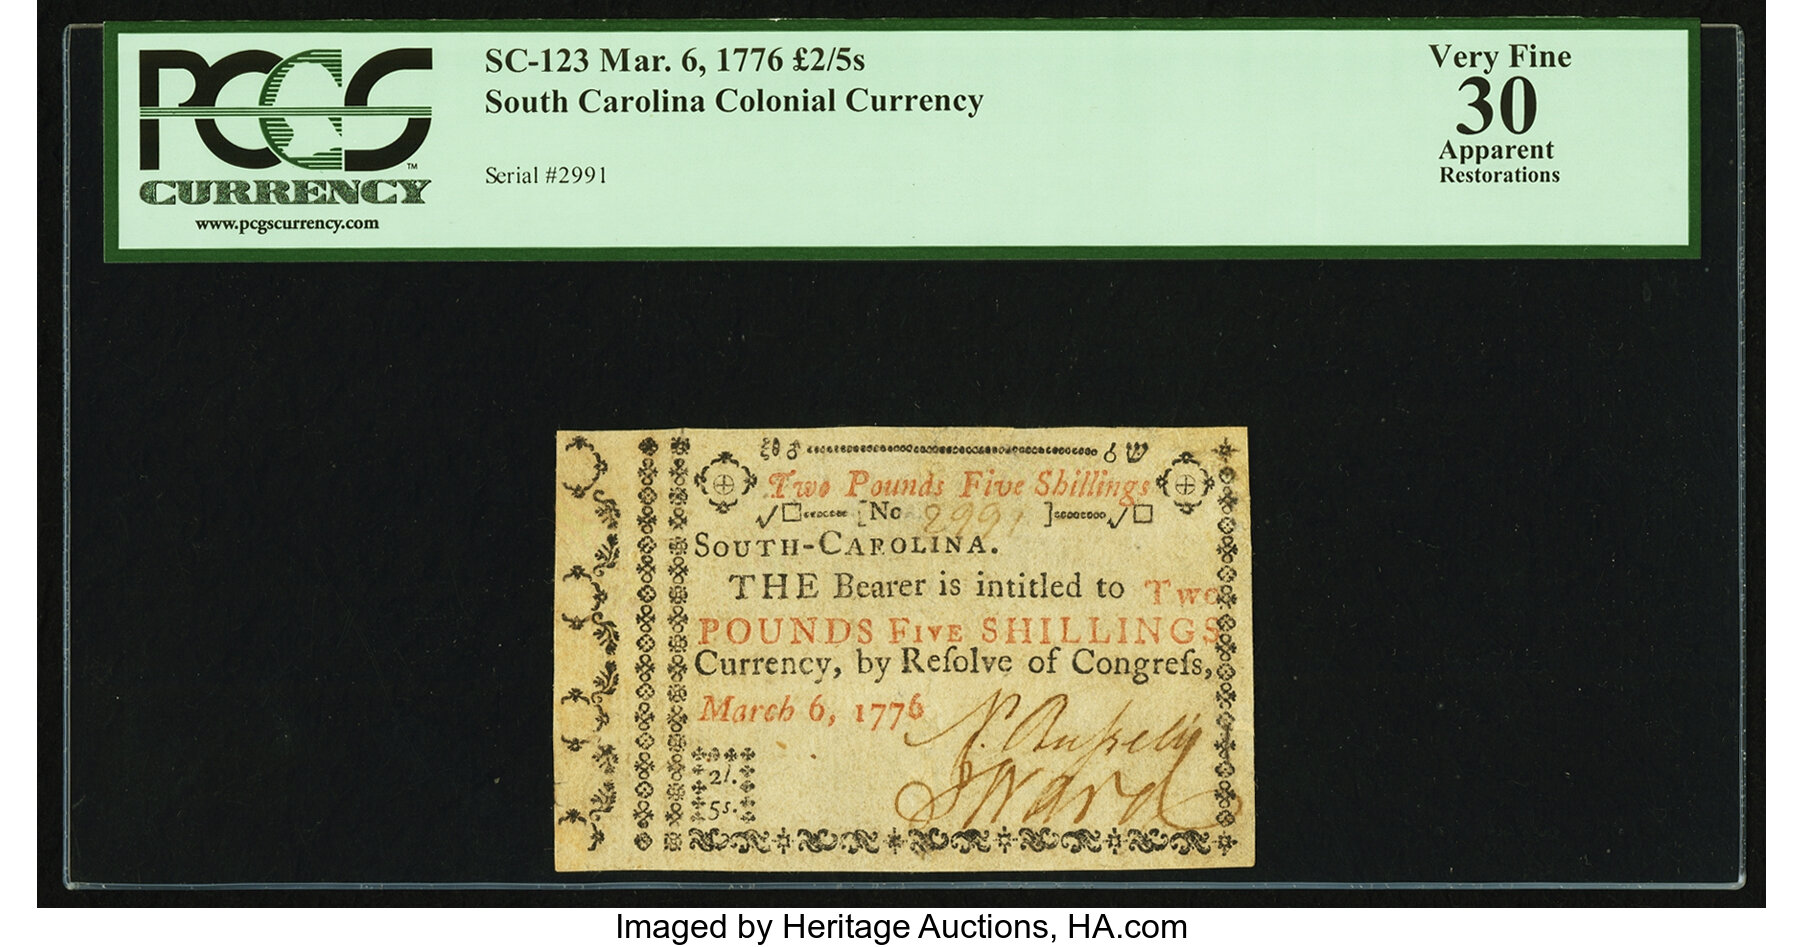 PCGS
CURRENCY
™
www.pcgscurrency.com
SC-123 Mar. 6, 1776 £2/5s
South Carolina Colonial Currency
Serial #2991
Very Fine
30
Apparent
Restorations
Two Pounds Five Shillings
[No 2991 ]
SOUTH-CAROLINA.
THE Bearer is intitled to Two
POUNDS FIVE SHILLINGS
Currency, by Reſolve of Congreſs,
March 6, 1776
2l.
5s.
Ward
Imaged by Heritage Auctions, HA.com